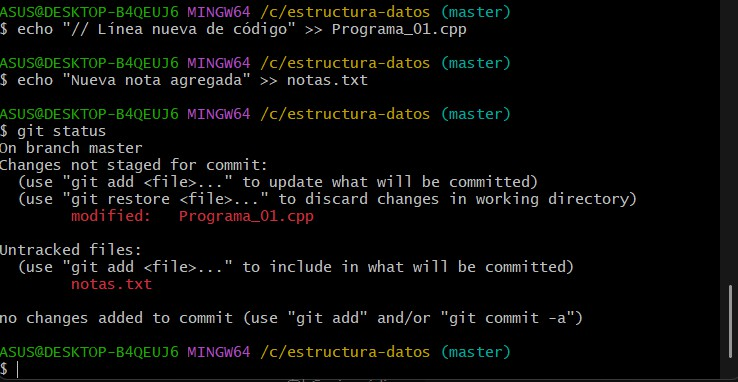 ASUS@DESKTOP-B4QEUJ6 MINGW64 /c/estructura-datos (master)
$ echo "// Línea nueva de código" >> Programa_01.cpp
ASUS@DESKTOP-B4QEUJ6 MINGW64 /c/estructura-datos (master)
$ echo "Nueva nota agregada" >> notas.txt
ASUS@DESKTOP-B4QEUJ6 MINGW64 /c/estructura-datos (master)
$ git status
On branch master
Changes not staged for commit:
  (use "git add <file>..." to update what will be committed)
  (use "git restore <file>..." to discard changes in working directory)
        modified:   Programa_01.cpp
Untracked files:
  (use "git add <file>..." to include in what will be committed)
        notas.txt
no changes added to commit (use "git add" and/or "git commit -a")
ASUS@DESKTOP-B4QEUJ6 MINGW64 /c/estructura-datos (master)
$